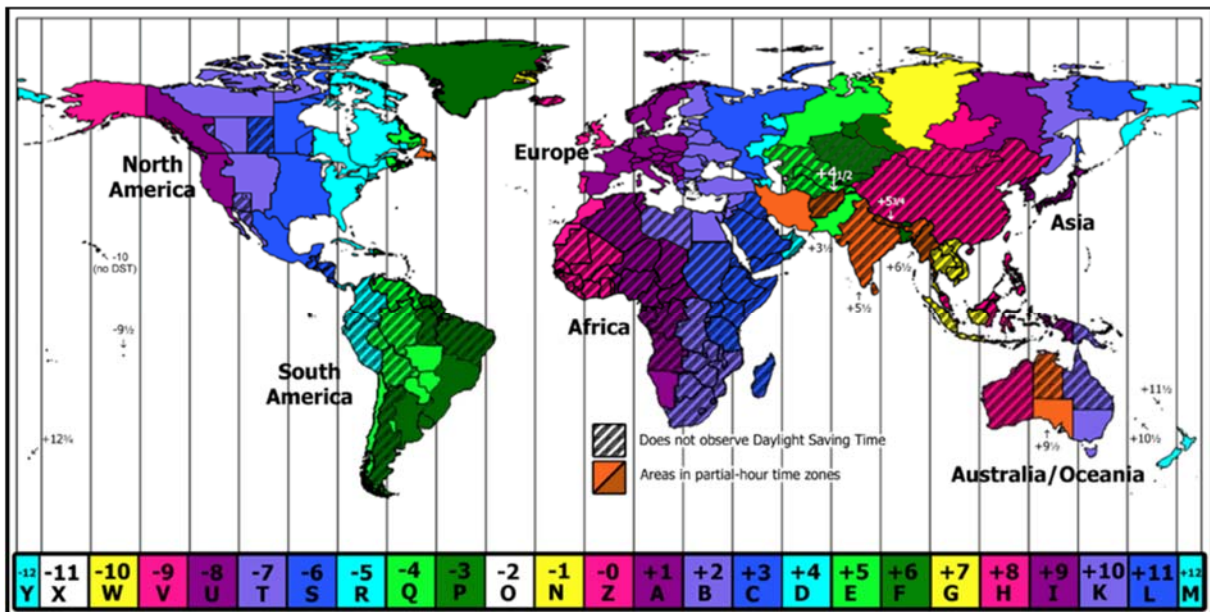 North
America
Europe
Asia
+4 1/2
+5 3/4
+3½
+6½
+5½
-10
(no DST)
-9½
Africa
South
America
+12¾
+11½
+10½
+9½
Does not observe Daylight Saving Time
Areas in partial-hour time zones
Australia/Oceania
-12 -11 -10 -9 -8 -7 -6 -5 -4 -3 -2 -1 -0 +1 +2 +3 +4 +5 +6 +7 +8 +9 +10 +11 +12
Y X W V U T S R Q P O N Z A B C D E F G H I K L M